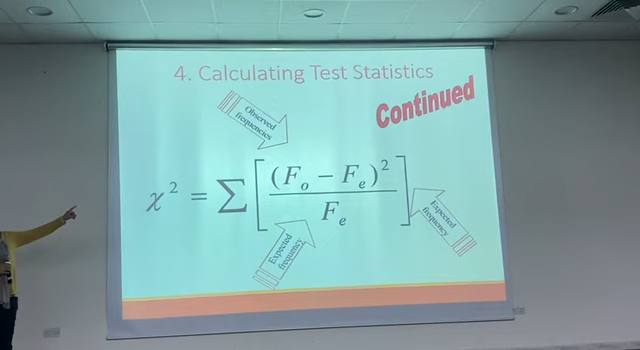 4. Calculating Test Statistics
Continued
Observed
frequencies
χ² = ∑ [ (Fₒ − Fₑ)² / Fₑ ]
Expected
frequency
Expected
frequency